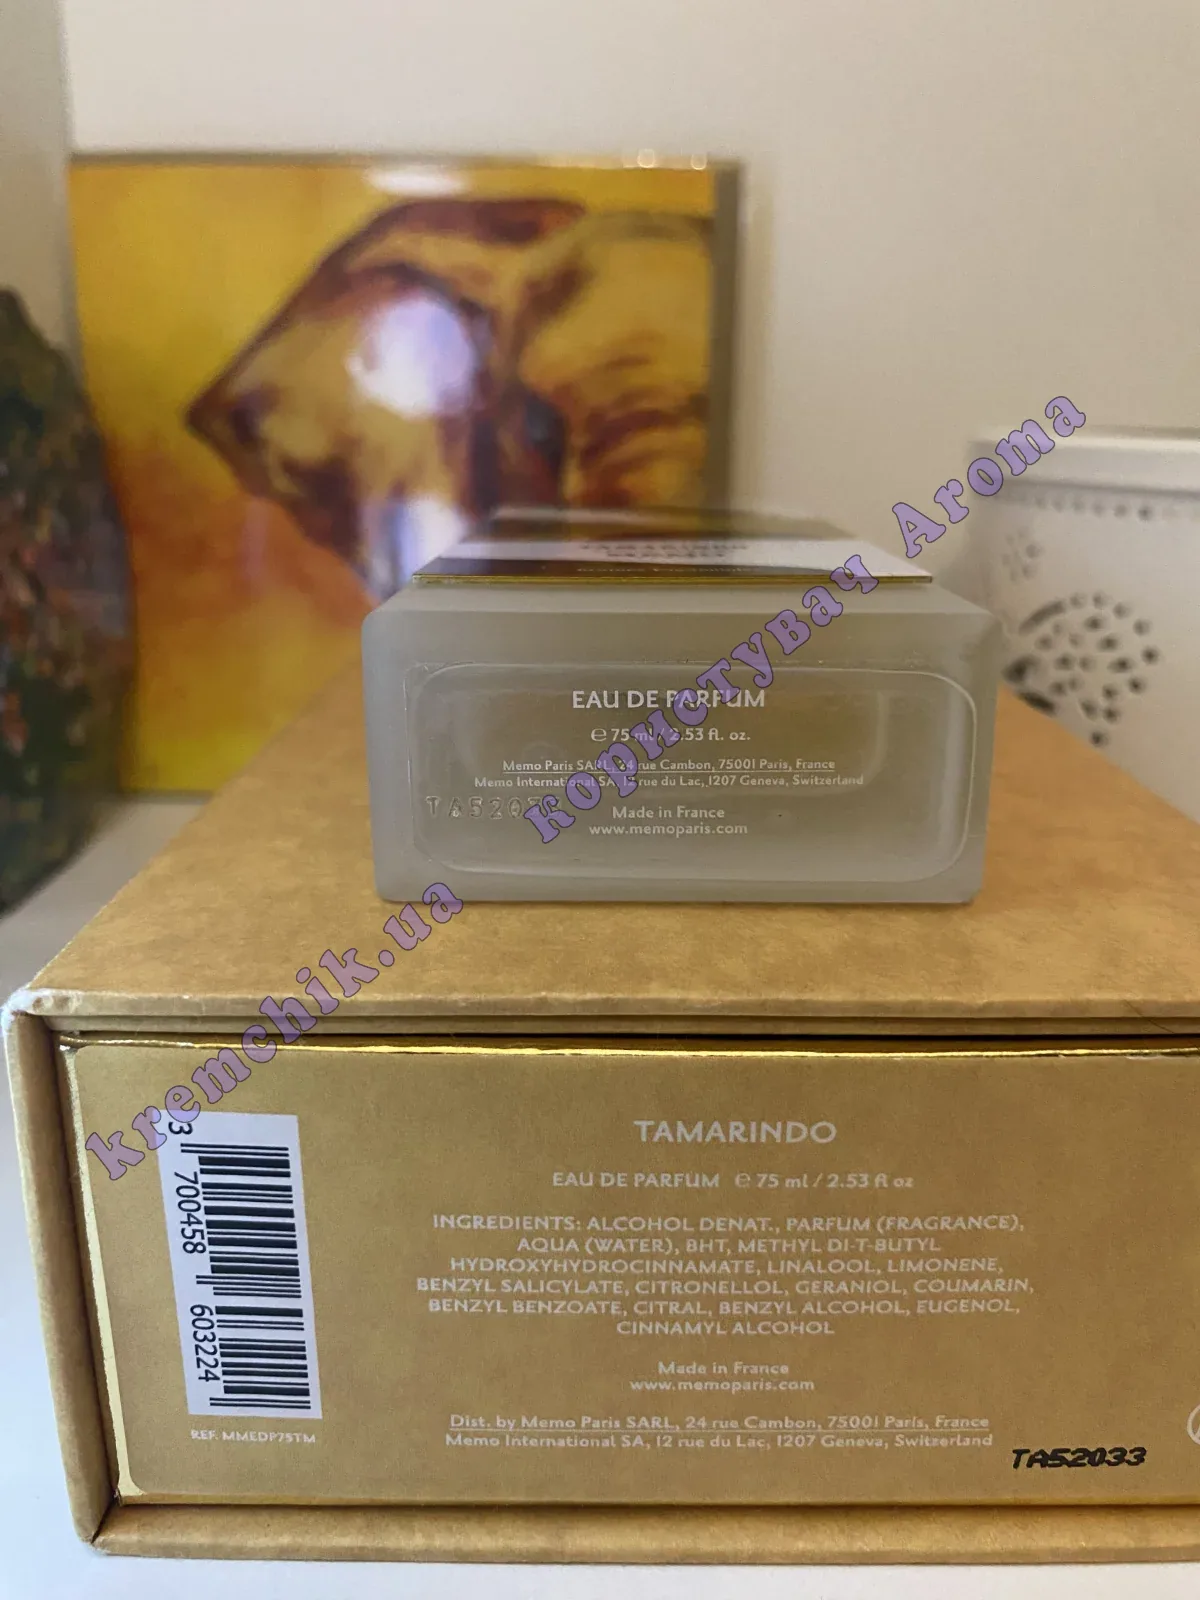 TAMARINDO
EAU DE PARFUM
℮ 75 ml / 2.53 fl. oz.
Memo Paris SARL, 24 rue Cambon, 75001 Paris, France
Memo International SA, 12 rue du Lac, 1207 Geneva, Switzerland
Made in France
www.memoparis.com
користувач Aroma
kremchik.ua
3 700458 603224
REF. MMEDP75TM
TAMARINDO
EAU DE PARFUM ℮ 75 ml / 2.53 fl oz
INGREDIENTS: ALCOHOL DENAT., PARFUM (FRAGRANCE),
AQUA (WATER), BHT, METHYL DI-T-BUTYL
HYDROXYHYDROCINNAMATE, LINALOOL, LIMONENE,
BENZYL SALICYLATE, CITRONELLOL, GERANIOL, COUMARIN,
BENZYL BENZOATE, CITRAL, BENZYL ALCOHOL, EUGENOL,
CINNAMYL ALCOHOL
Made in France
www.memoparis.com
Dist. by Memo Paris SARL, 24 rue Cambon, 75001 Paris, France
Memo International SA, 12 rue du Lac, 1207 Geneva, Switzerland
TA52033